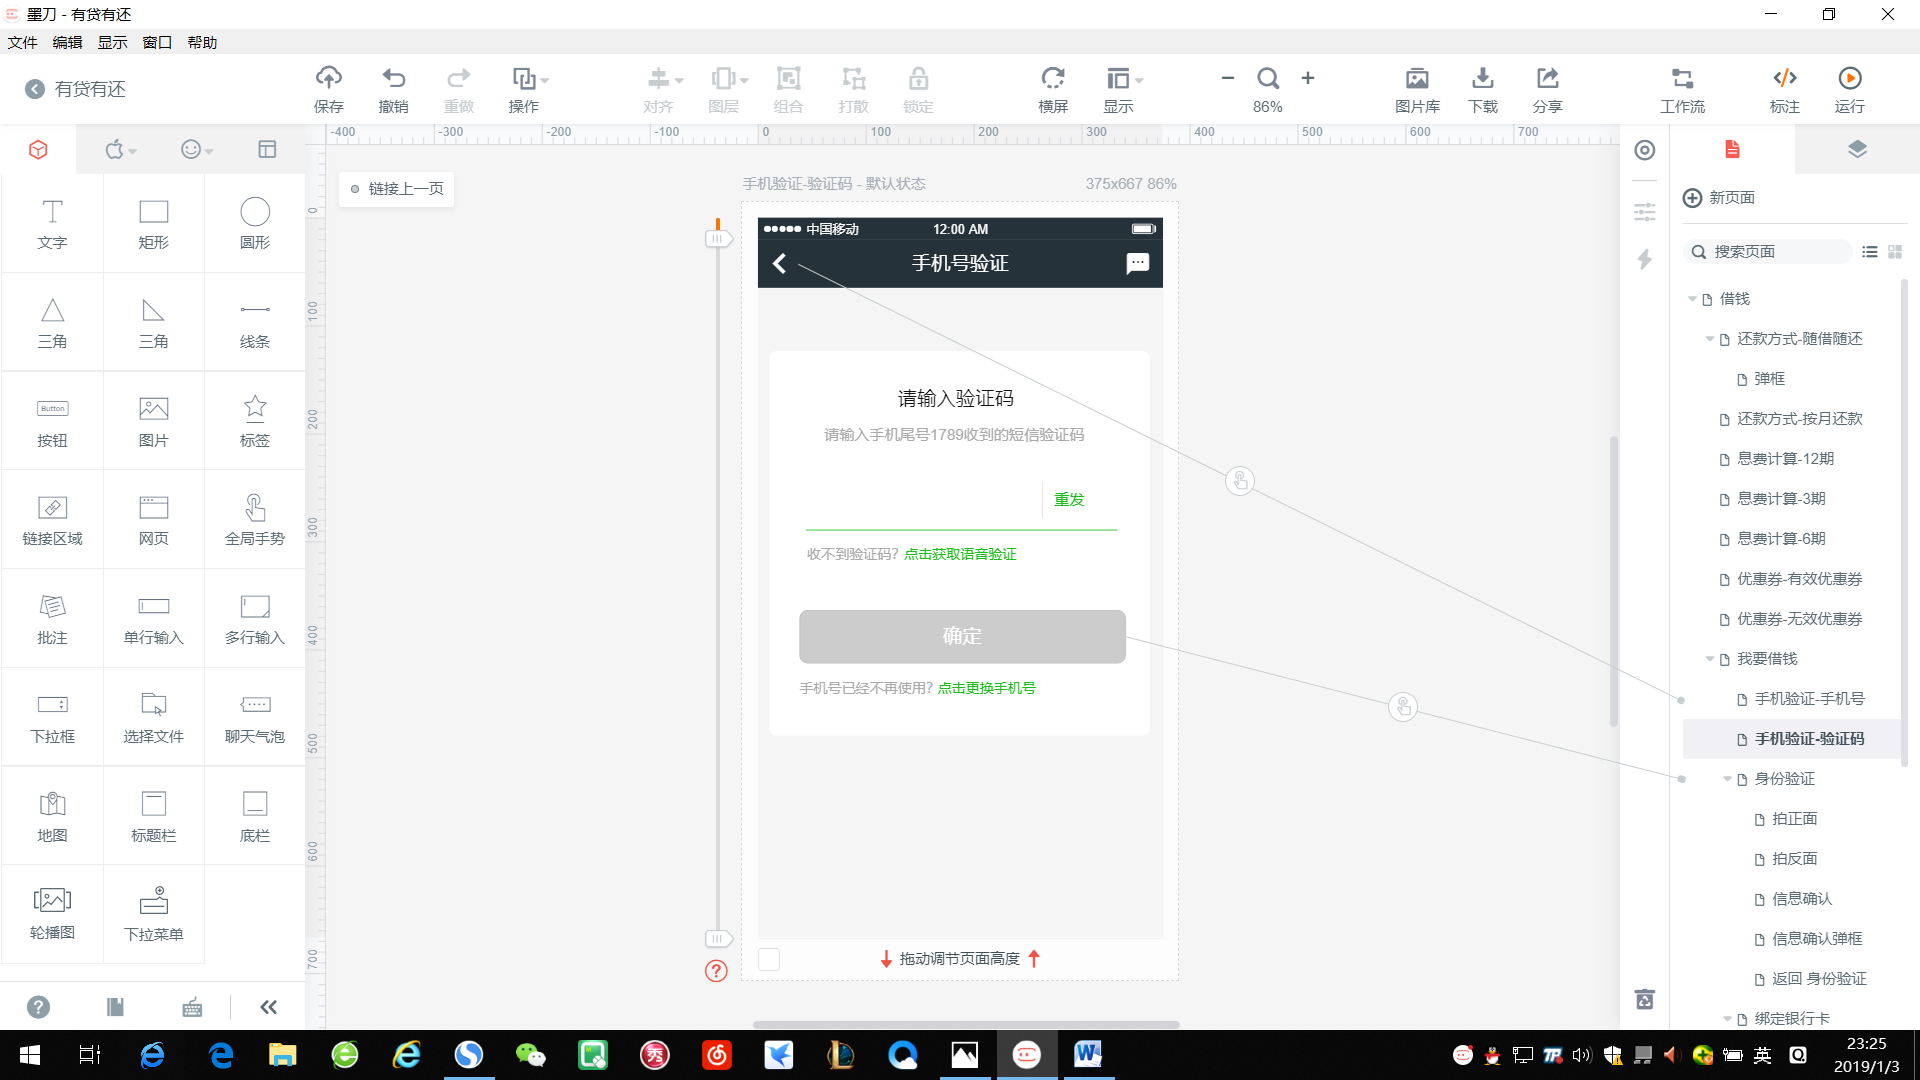 墨刀 - 有贷有还
文件 编辑 显示 窗口 帮助
有贷有还
保存 撤销 重做 操作 对齐 图层 组合 打散 锁定 横屏 显示 86% 图片库 下载 分享 工作流 标注 运行
-400 -300 -200 -100 0 100 200 300 400 500 600 700
0
100
200
300
400
500
600
700
文字 矩形 圆形
三角 三角 线条
Button
按钮 图片 标签
链接区域 网页 全局手势
批注 单行输入 多行输入
下拉框 选择文件 聊天气泡
地图 标题栏 底栏
轮播图 下拉菜单
链接上一页
手机验证-验证码 - 默认状态 375x667 86%
中国移动 12:00 AM
手机号验证
请输入验证码
请输入手机尾号1789收到的短信验证码
重发
收不到验证码? 点击获取语音验证
确定
手机号已经不再使用? 点击更换手机号
拖动调节页面高度
新页面
搜索页面
借钱
还款方式-随借随还
弹框
还款方式-按月还款
息费计算-12期
息费计算-3期
息费计算-6期
优惠券-有效优惠券
优惠券-无效优惠券
我要借钱
手机验证-手机号
手机验证-验证码
身份验证
拍正面
拍反面
信息确认
信息确认弹框
返回 身份验证
绑定银行卡
英
23:25
2019/1/3